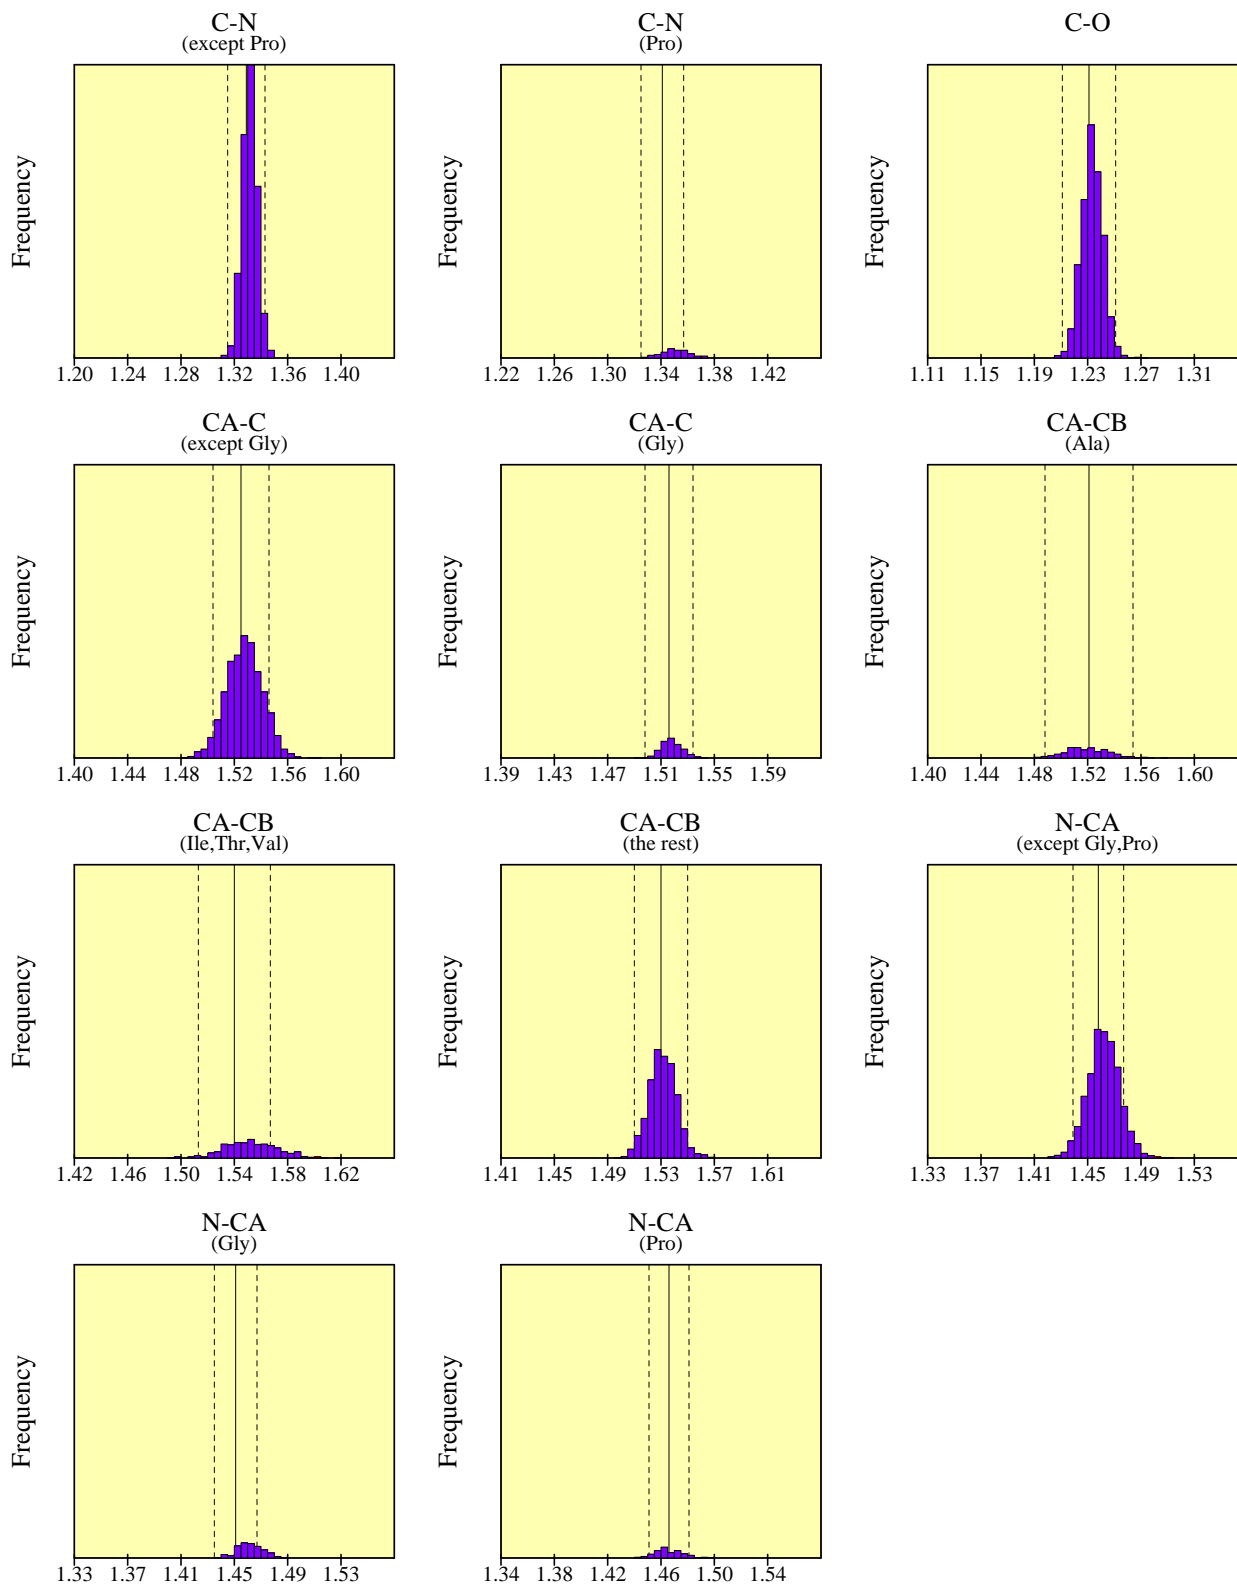 C-N C-N C-O
(except Pro) (Pro)
Frequency Frequency Frequency
1.20 1.24 1.28 1.32 1.36 1.40 1.22 1.26 1.30 1.34 1.38 1.42 1.11 1.15 1.19 1.23 1.27 1.31
CA-C CA-C CA-CB
(except Gly) (Gly) (Ala)
Frequency Frequency Frequency
1.40 1.44 1.48 1.52 1.56 1.60 1.39 1.43 1.47 1.51 1.55 1.59 1.40 1.44 1.48 1.52 1.56 1.60
CA-CB CA-CB N-CA
(Ile,Thr,Val) (the rest) (except Gly,Pro)
Frequency Frequency Frequency
1.42 1.46 1.50 1.54 1.58 1.62 1.41 1.45 1.49 1.53 1.57 1.61 1.33 1.37 1.41 1.45 1.49 1.53
N-CA N-CA
(Gly) (Pro)
Frequency Frequency
1.33 1.37 1.41 1.45 1.49 1.53 1.34 1.38 1.42 1.46 1.50 1.54